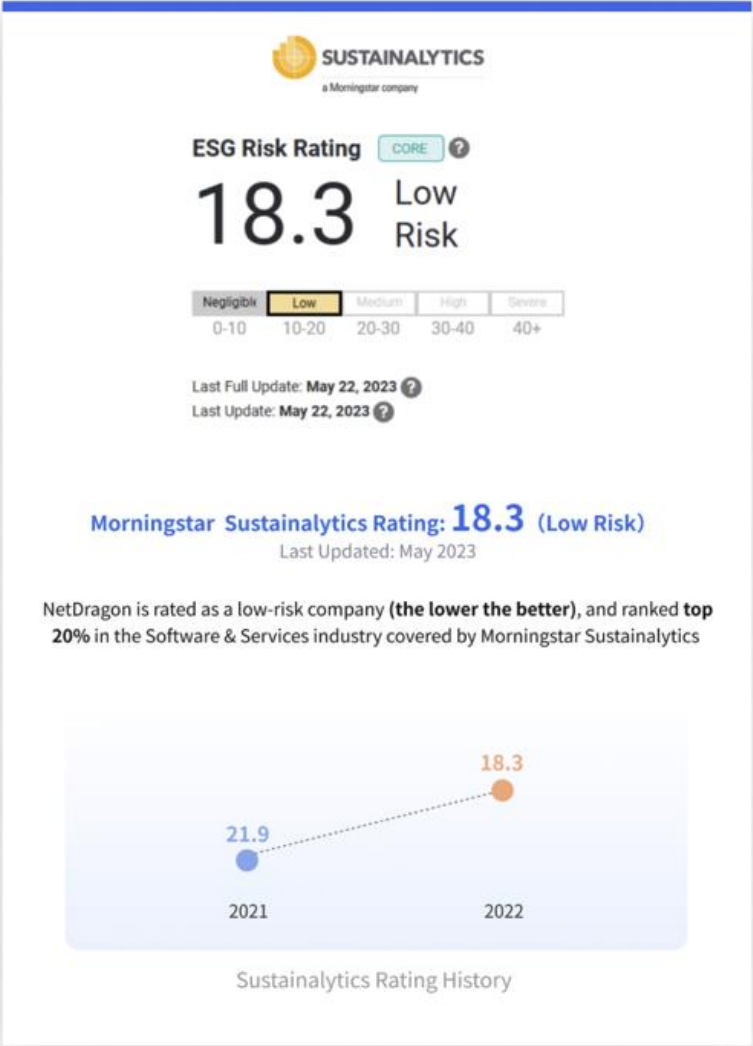 SUSTAINALYTICS
a Morningstar company
ESG Risk Rating CORE ?
18.3 Low
Risk
Negligible Low Medium High Severe
0-10 10-20 20-30 30-40 40+
Last Full Update: May 22, 2023 ?
Last Update: May 22, 2023 ?
Morningstar Sustainalytics Rating: 18.3 (Low Risk)
Last Updated: May 2023
NetDragon is rated as a low-risk company (the lower the better), and ranked top
20% in the Software & Services industry covered by Morningstar Sustainalytics
18.3
21.9
2021 2022
Sustainalytics Rating History